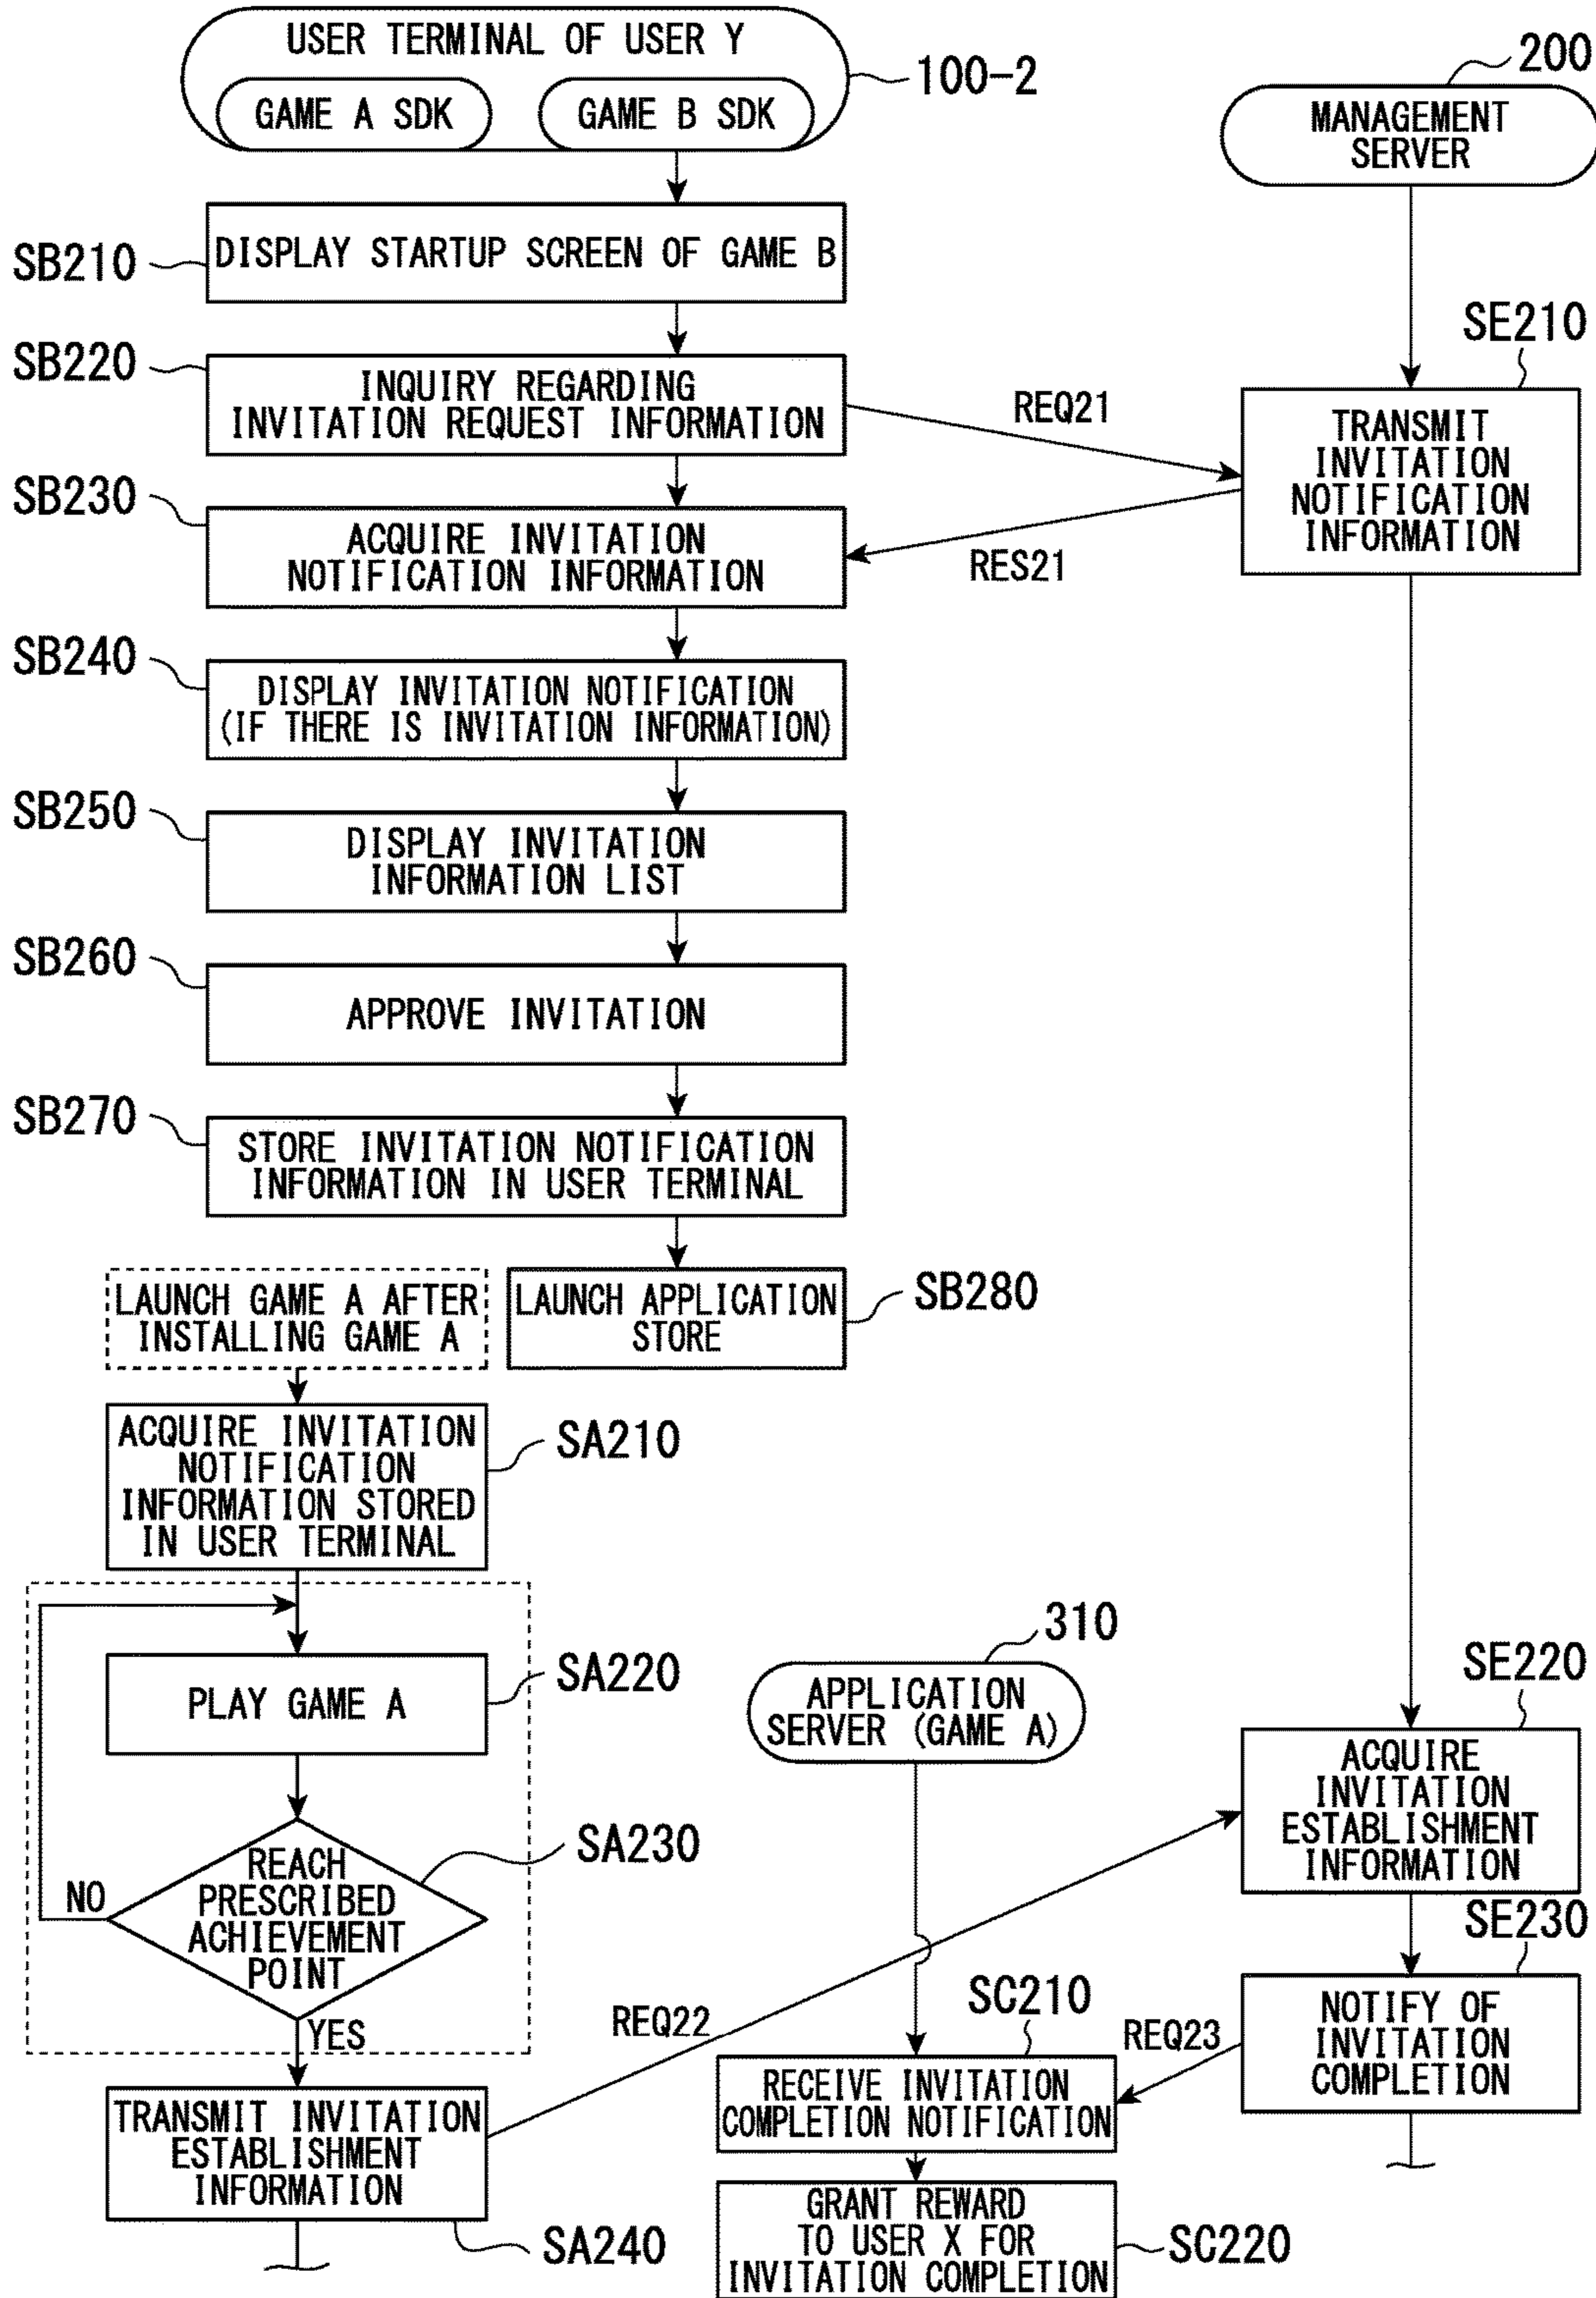 USER TERMINAL OF USER Y
GAME A SDK
GAME B SDK
100-2
200
MANAGEMENT
SERVER
SB210
DISPLAY STARTUP SCREEN OF GAME B
SE210
SB220
INQUIRY REGARDING
INVITATION REQUEST INFORMATION
REQ21
TRANSMIT
INVITATION
NOTIFICATION
INFORMATION
SB230
ACQUIRE INVITATION
NOTIFICATION INFORMATION
RES21
SB240
DISPLAY INVITATION NOTIFICATION
(IF THERE IS INVITATION INFORMATION)
SB250
DISPLAY INVITATION
INFORMATION LIST
SB260
APPROVE INVITATION
SB270
STORE INVITATION NOTIFICATION
INFORMATION IN USER TERMINAL
LAUNCH GAME A AFTER
INSTALLING GAME A
LAUNCH APPLICATION
STORE
SB280
ACQUIRE INVITATION
NOTIFICATION
INFORMATION STORED
IN USER TERMINAL
SA210
310
PLAY GAME A
SA220
APPLICATION
SERVER (GAME A)
SE220
ACQUIRE
INVITATION
ESTABLISHMENT
INFORMATION
REACH
PRESCRIBED
ACHIEVEMENT
POINT
SA230
NO
YES
SE230
NOTIFY OF
INVITATION
COMPLETION
REQ22
SC210
REQ23
RECEIVE INVITATION
COMPLETION NOTIFICATION
TRANSMIT INVITATION
ESTABLISHMENT
INFORMATION
SA240
GRANT REWARD
TO USER X FOR
INVITATION COMPLETION
SC220